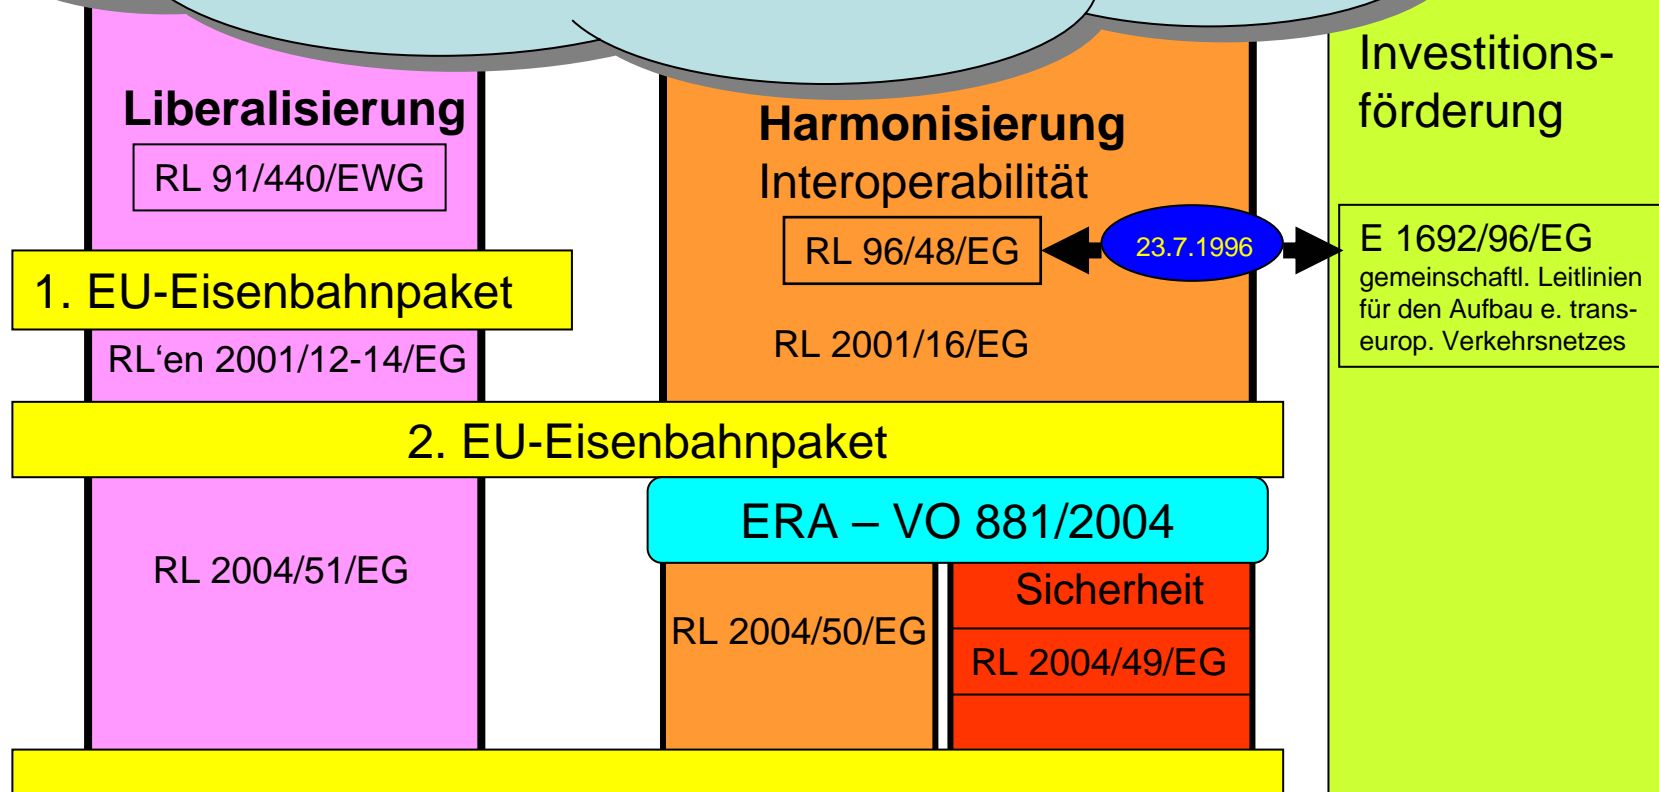 Liberalisierung
RL 91/440/EWG
Harmonisierung
Interoperabilität
RL 96/48/EG
23.7.1996
Investitions-
förderung
E 1692/96/EG
gemeinschaftl. Leitlinien
für den Aufbau e. trans-
europ. Verkehrsnetzes
1. EU-Eisenbahnpaket
RL‘en 2001/12-14/EG
RL 2001/16/EG
2. EU-Eisenbahnpaket
ERA – VO 881/2004
RL 2004/51/EG
RL 2004/50/EG
Sicherheit
RL 2004/49/EG